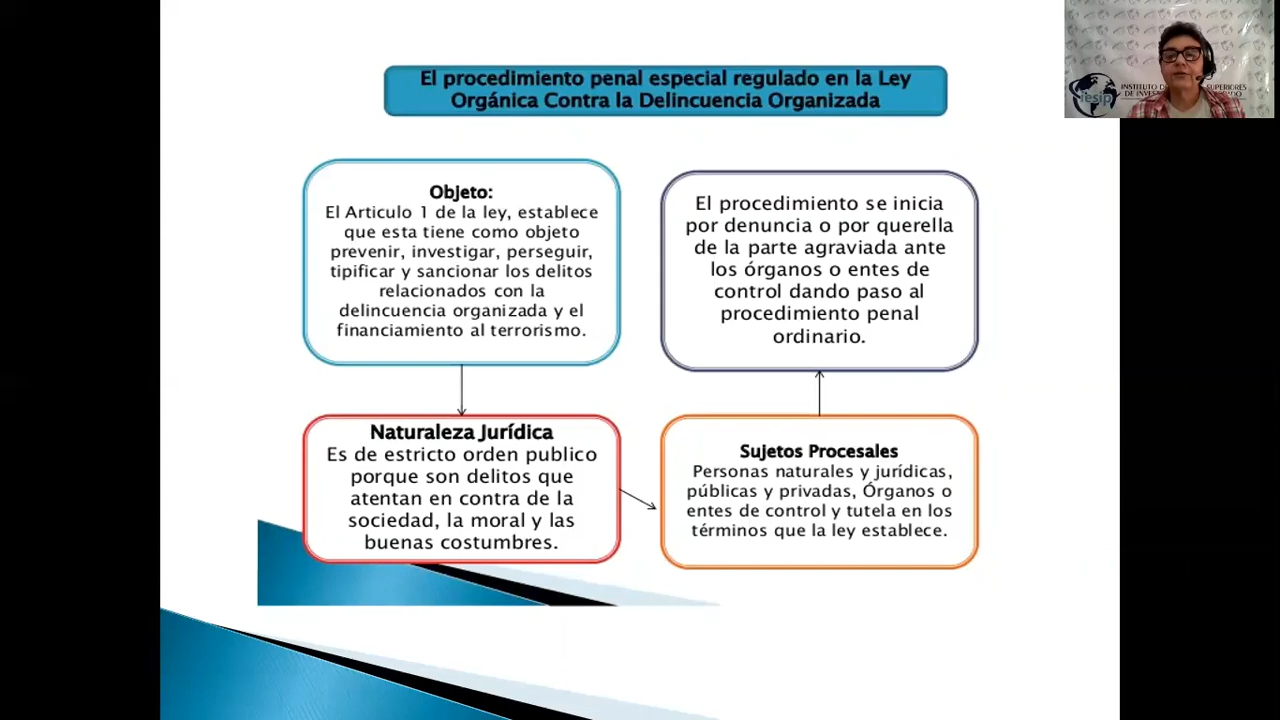 El procedimiento penal especial regulado en la Ley
Orgánica Contra la Delincuencia Organizada
Objeto:
El Articulo 1 de la ley, establece
que esta tiene como objeto
prevenir, investigar, perseguir,
tipificar y sancionar los delitos
relacionados con la
delincuencia organizada y el
financiamiento al terrorismo.
Naturaleza Jurídica
Es de estricto orden publico
porque son delitos que
atentan en contra de la
sociedad, la moral y las
buenas costumbres.
Sujetos Procesales
Personas naturales y jurídicas,
públicas y privadas, Órganos o
entes de control y tutela en los
términos que la ley establece.
El procedimiento se inicia
por denuncia o por querella
de la parte agraviada ante
los órganos o entes de
control dando paso al
procedimiento penal
ordinario.
iesip
INSTITUTO SUPERIORES